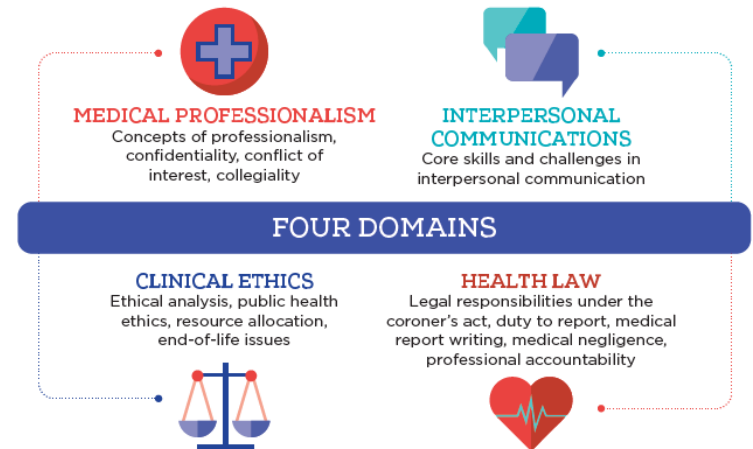 MEDICAL PROFESSIONALISM
Concepts of professionalism,
confidentiality, conflict of
interest, collegiality
INTERPERSONAL
COMMUNICATIONS
Core skills and challenges in
interpersonal communication
FOUR DOMAINS
CLINICAL ETHICS
Ethical analysis, public health
ethics, resource allocation,
end-of-life issues
HEALTH LAW
Legal responsibilities under the
coroner's act, duty to report, medical
report writing, medical negligence,
professional accountability